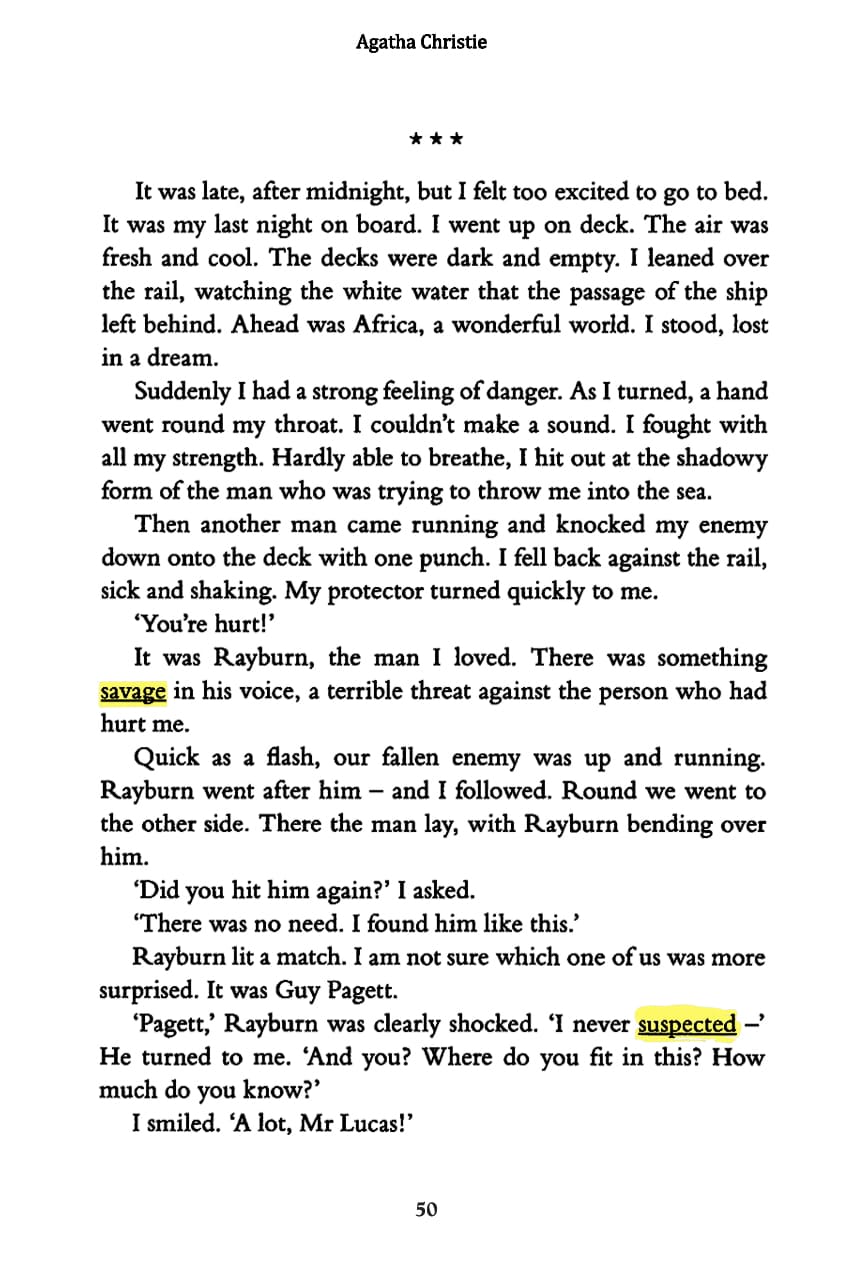 Agatha Christie
★ ★ ★
It was late, after midnight, but I felt too excited to go to bed.
It was my last night on board. I went up on deck. The air was
fresh and cool. The decks were dark and empty. I leaned over
the rail, watching the white water that the passage of the ship
left behind. Ahead was Africa, a wonderful world. I stood, lost
in a dream.
Suddenly I had a strong feeling of danger. As I turned, a hand
went round my throat. I couldn’t make a sound. I fought with
all my strength. Hardly able to breathe, I hit out at the shadowy
form of the man who was trying to throw me into the sea.
Then another man came running and knocked my enemy
down onto the deck with one punch. I fell back against the rail,
sick and shaking. My protector turned quickly to me.
‘You’re hurt!’
It was Rayburn, the man I loved. There was something
savage in his voice, a terrible threat against the person who had
hurt me.
Quick as a flash, our fallen enemy was up and running.
Rayburn went after him – and I followed. Round we went to
the other side. There the man lay, with Rayburn bending over
him.
‘Did you hit him again?’ I asked.
‘There was no need. I found him like this.’
Rayburn lit a match. I am not sure which one of us was more
surprised. It was Guy Pagett.
‘Pagett,’ Rayburn was clearly shocked. ‘I never suspected –’
He turned to me. ‘And you? Where do you fit in this? How
much do you know?’
I smiled. ‘A lot, Mr Lucas!’
50